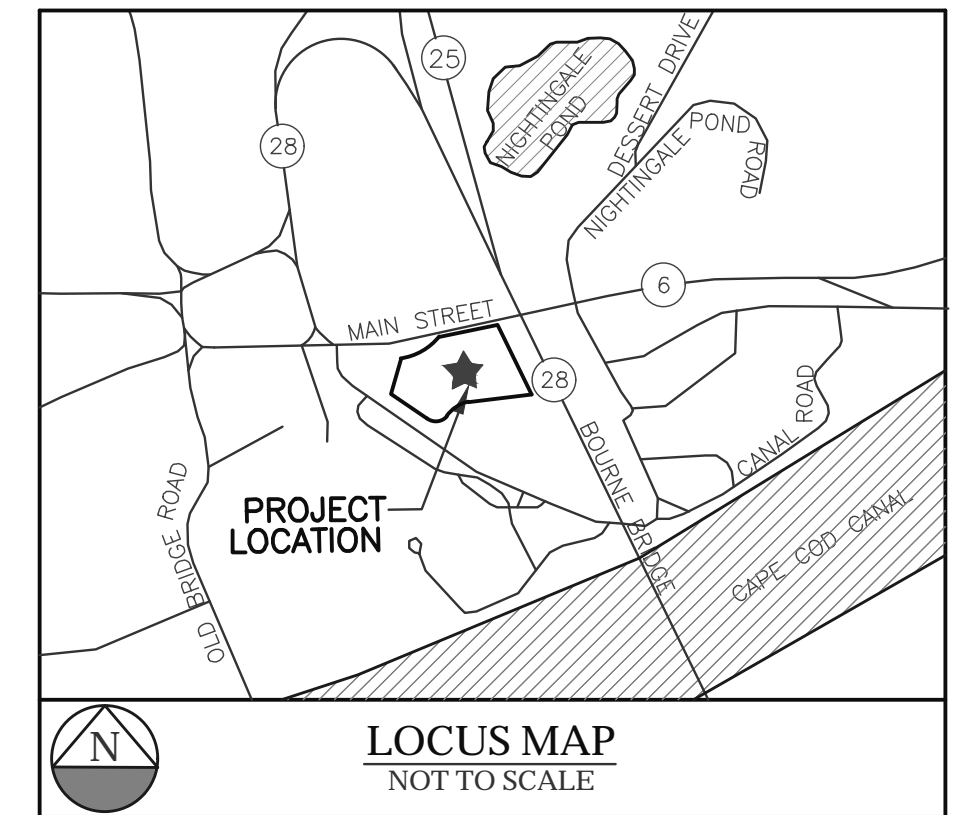 25
NIGHTINGALE
POND
DESSERT DRIVE
28
NIGHTINGALE POND ROAD
6
MAIN STREET
28
BOURNE BRIDGE
CANAL ROAD
OLD BRIDGE ROAD
PROJECT
LOCATION
CAPE COD CANAL
N
LOCUS MAP
NOT TO SCALE